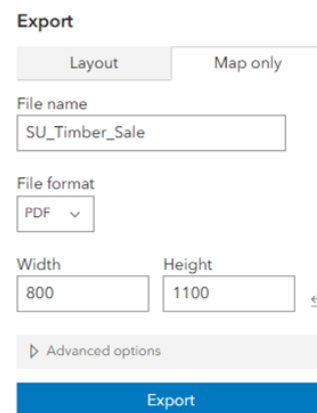 Export
Layout Map only
File name
SU_Timber_Sale
File format
PDF
Width Height
800 1100
Advanced options
Export